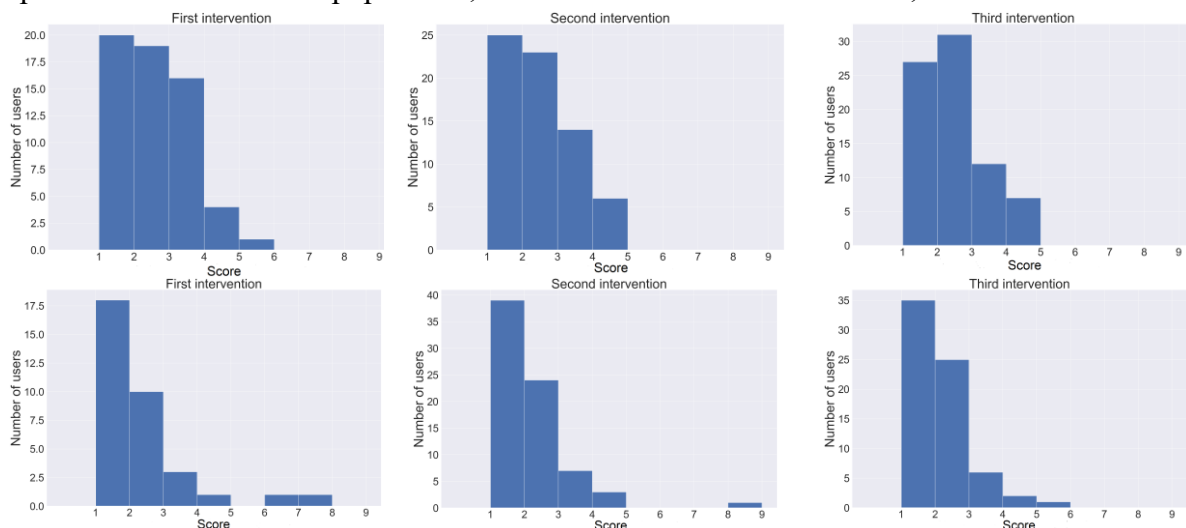 First intervention
20.0
17.5
15.0
12.5
10.0
7.5
5.0
2.5
0.0
Number of users
1 2 3 4 5 6 7 8 9
Score
Second intervention
25
20
15
10
5
0
Number of users
1 2 3 4 5 6 7 8 9
Score
Third intervention
30
25
20
15
10
5
0
Number of users
1 2 3 4 5 6 7 8 9
Score
First intervention
17.5
15.0
12.5
10.0
7.5
5.0
2.5
0.0
Number of users
1 2 3 4 5 6 7 8 9
Score
Second intervention
40
35
30
25
20
15
10
5
0
Number of users
1 2 3 4 5 6 7 8 9
Score
Third intervention
35
30
25
20
15
10
5
0
Number of users
1 2 3 4 5 6 7 8 9
Score